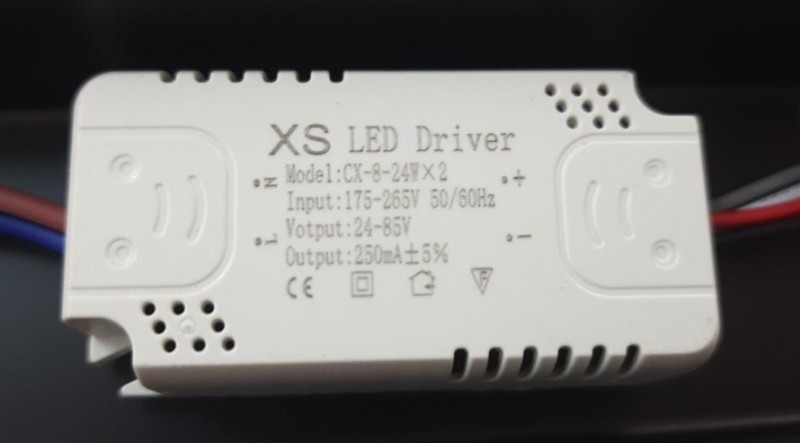 XS LED Driver
Model:CX-8-24W×2
Input:175-265V 50/60Hz
Votput:24-85V
Output:250mA±5%
N
L
+
-
CE
F